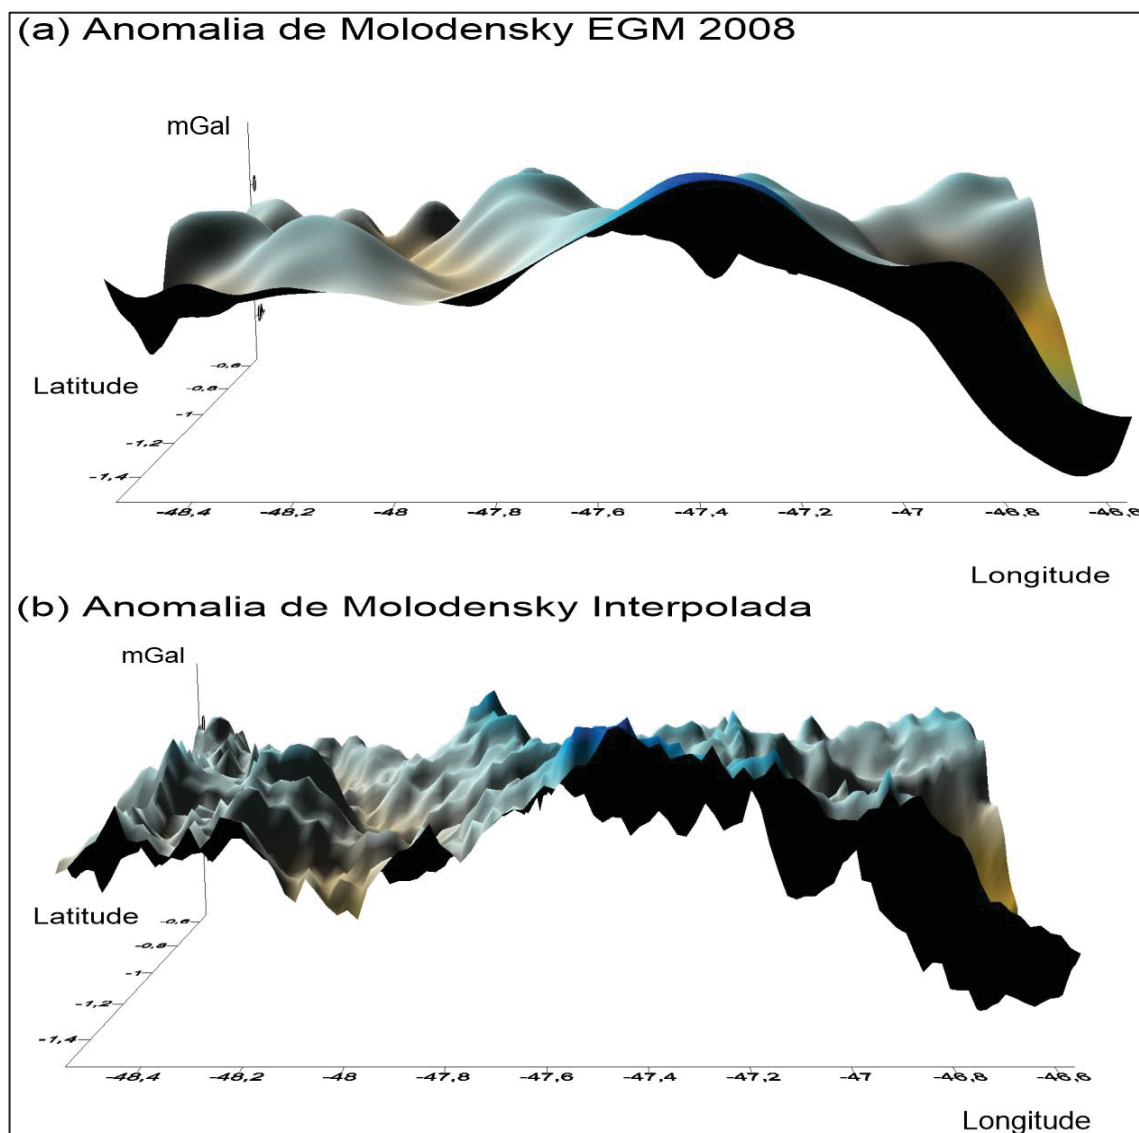 (a) Anomalia de Molodensky EGM 2008
mGal
-0,6
Latitude
-0,8
-1
-1,2
-1,4
-48,4 -48,2 -48 -47,8 -47,6 -47,4 -47,2 -47 -46,8 -46,6
Longitude
(b) Anomalia de Molodensky Interpolada
mGal
Latitude
-0,6
-0,8
-1
-1,2
-1,4
-48,4 -48,2 -48 -47,8 -47,6 -47,4 -47,2 -47 -46,8 -46,6
Longitude